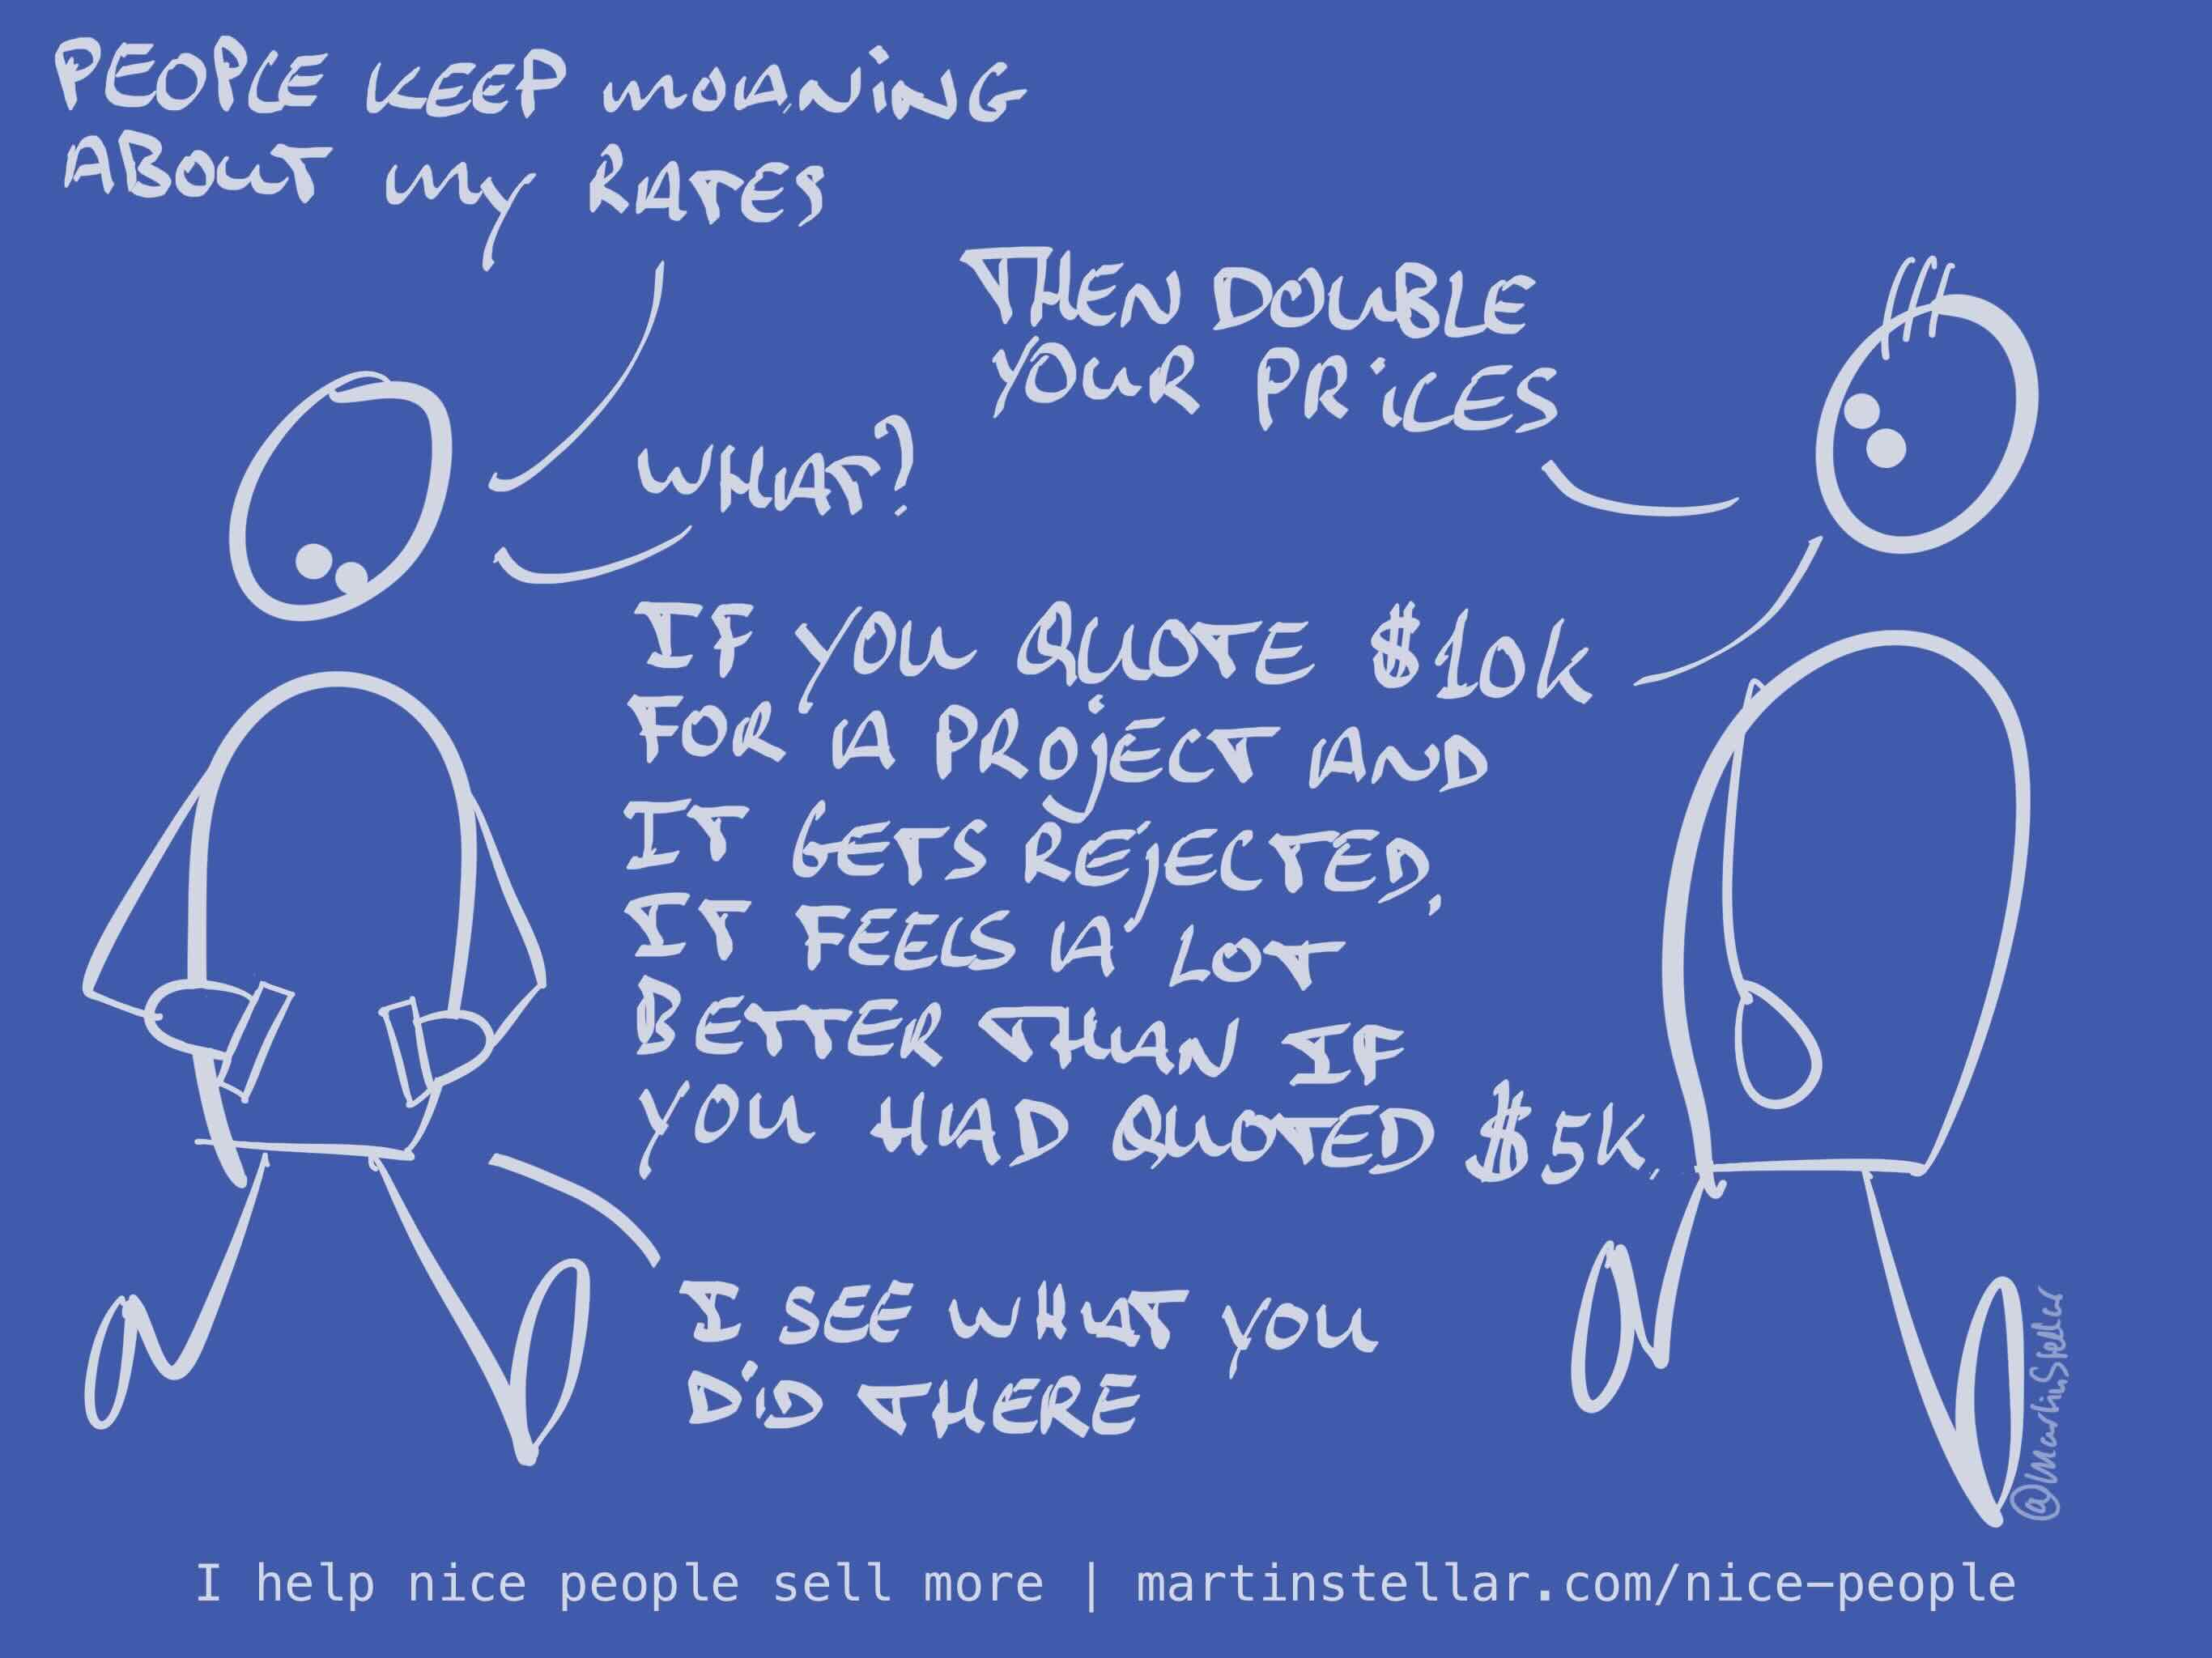 PEOPLE KEEP MOANING
ABOUT MY RATES
THEN DOUBLE
YOUR PRICES
WHAT?
IF YOU QUOTE $10K
FOR A PROJECT AND
IT GETS REJECTED,
IT FEELS A LOT
BETTER THAN IF
YOU HAD QUOTED $5K.
I SEE WHAT YOU
DID THERE
@MartinStellar
I help nice people sell more | martinstellar.com/nice-people